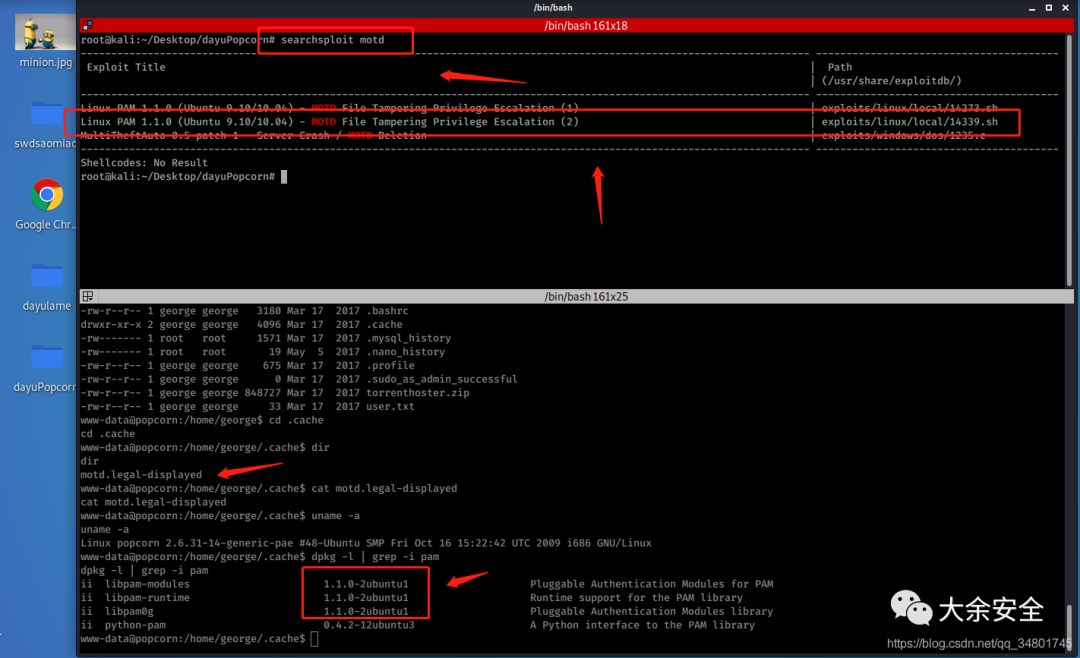 /bin/bash
/bin/bash 161x18
minion.jpg
swdsaomiao
Google Chr...
dayulame
dayuPopcorn
root@kali:~/Desktop/dayuPopcorn# searchsploit motd
Exploit Title | Path
| (/usr/share/exploitdb/)
Linux PAM 1.1.0 (Ubuntu 9.10/10.04) - MOTD File Tampering Privilege Escalation (1) | exploits/linux/local/14273.sh
Linux PAM 1.1.0 (Ubuntu 9.10/10.04) - MOTD File Tampering Privilege Escalation (2) | exploits/linux/local/14339.sh
MultiTheftAuto 0.5 patch 1 - Server Crash / MOTD Deletion | exploits/windows/dos/1235.c
Shellcodes: No Result
root@kali:~/Desktop/dayuPopcorn#
/bin/bash 161x25
-rw-r--r-- 1 george george 3180 Mar 17 2017 .bashrc
drwxr-xr-x 2 george george 4096 Mar 17 2017 .cache
-rw------- 1 root root 1571 Mar 17 2017 .mysql_history
-rw------- 1 root root 19 May 5 2017 .nano_history
-rw-r--r-- 1 george george 675 Mar 17 2017 .profile
-rw-r--r-- 1 george george 0 Mar 17 2017 .sudo_as_admin_successful
-rw-r--r-- 1 george george 848727 Mar 17 2017 torrenthoster.zip
-rw-r--r-- 1 george george 33 Mar 17 2017 user.txt
www-data@popcorn:/home/george$ cd .cache
cd .cache
www-data@popcorn:/home/george/.cache$ dir
dir
motd.legal-displayed
www-data@popcorn:/home/george/.cache$ cat motd.legal-displayed
cat motd.legal-displayed
www-data@popcorn:/home/george/.cache$ uname -a
uname -a
Linux popcorn 2.6.31-14-generic-pae #48-Ubuntu SMP Fri Oct 16 15:22:42 UTC 2009 i686 GNU/Linux
www-data@popcorn:/home/george/.cache$ dpkg -l | grep -i pam
dpkg -l | grep -i pam
ii libpam-modules 1.1.0-2ubuntu1 Pluggable Authentication Modules for PAM
ii libpam-runtime 1.1.0-2ubuntu1 Runtime support for the PAM library
ii libpam0g 1.1.0-2ubuntu1 Pluggable Authentication Modules library
ii python-pam 0.4.2-12ubuntu3 A Python interface to the PAM library
www-data@popcorn:/home/george/.cache$
大余安全
https://blog.csdn.net/qq_34801745